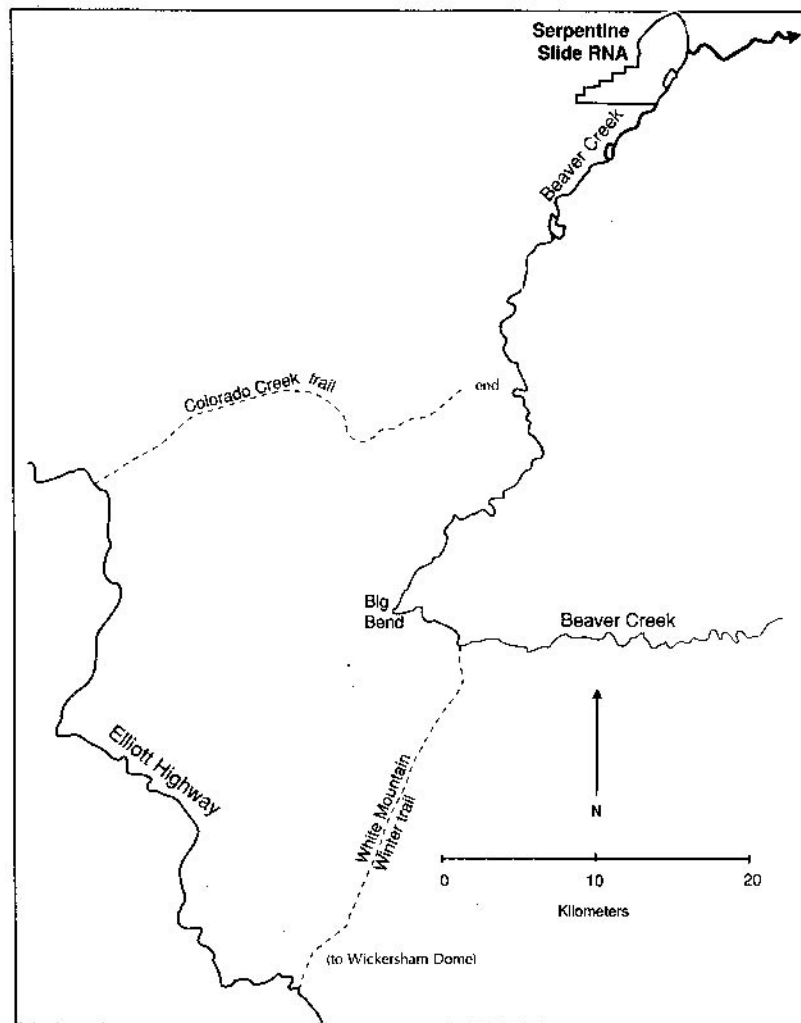 Serpentine
Slide RNA
Beaver Creek
Colorado Creek trail
end
Big
Bend
Beaver Creek
Elliott Highway
White Mountain
Winter trail
N
0
10
20
Kilometers
(to Wickersham Dome)